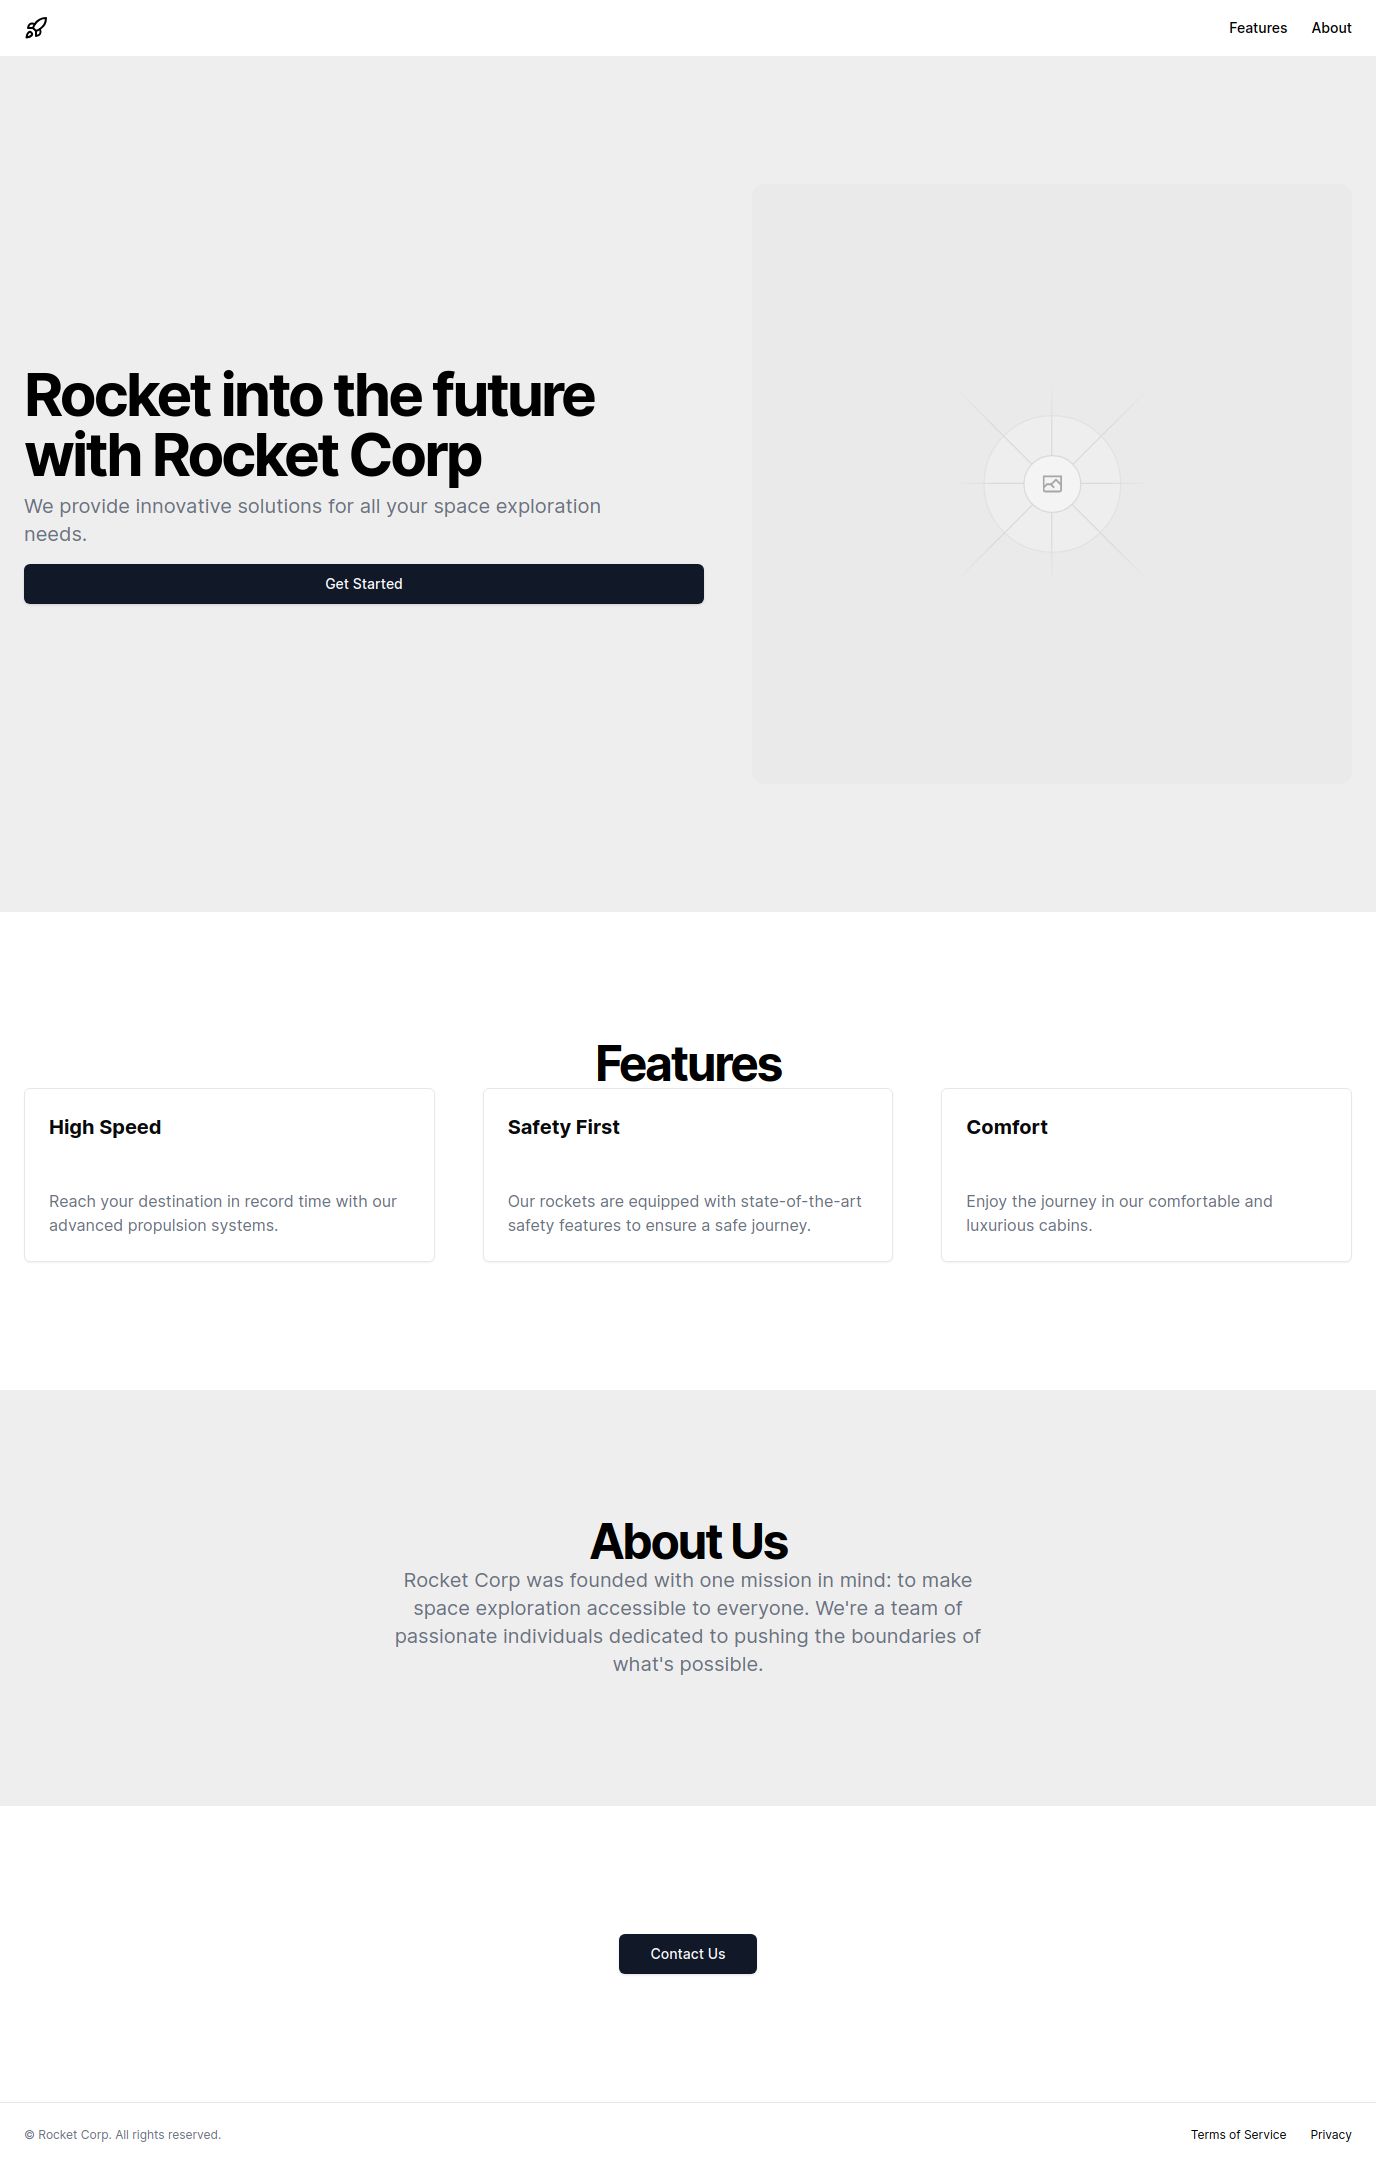 Features
About
Rocket into the future
with Rocket Corp
We provide innovative solutions for all your space exploration
needs.
Get Started
Features
High Speed
Reach your destination in record time with our
advanced propulsion systems.
Safety First
Our rockets are equipped with state-of-the-art
safety features to ensure a safe journey.
Comfort
Enjoy the journey in our comfortable and
luxurious cabins.
About Us
Rocket Corp was founded with one mission in mind: to make
space exploration accessible to everyone. We're a team of
passionate individuals dedicated to pushing the boundaries of
what's possible.
Contact Us
© Rocket Corp. All rights reserved.
Terms of Service
Privacy